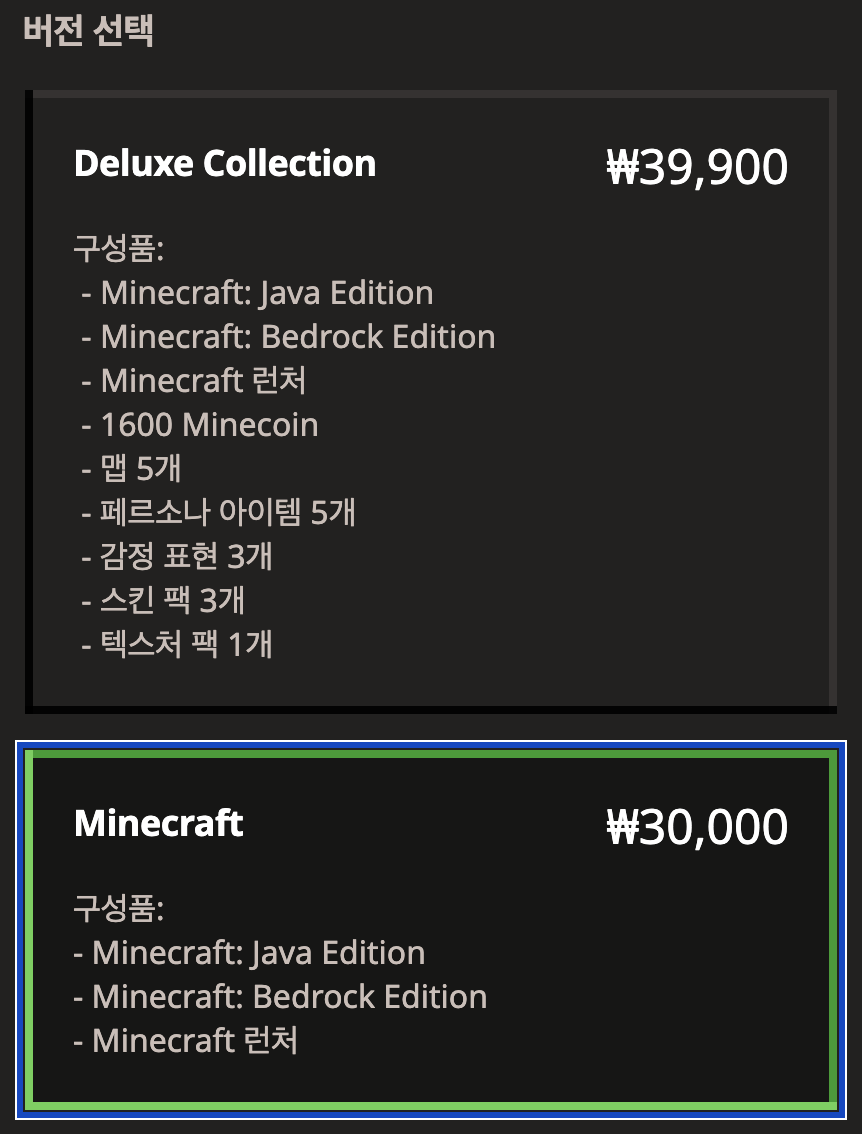 버전 선택
Deluxe Collection
₩39,900
구성품:
- Minecraft: Java Edition
- Minecraft: Bedrock Edition
- Minecraft 런처
- 1600 Minecoin
- 맵 5개
- 페르소나 아이템 5개
- 감정 표현 3개
- 스킨 팩 3개
- 텍스처 팩 1개
Minecraft
₩30,000
구성품:
- Minecraft: Java Edition
- Minecraft: Bedrock Edition
- Minecraft 런처